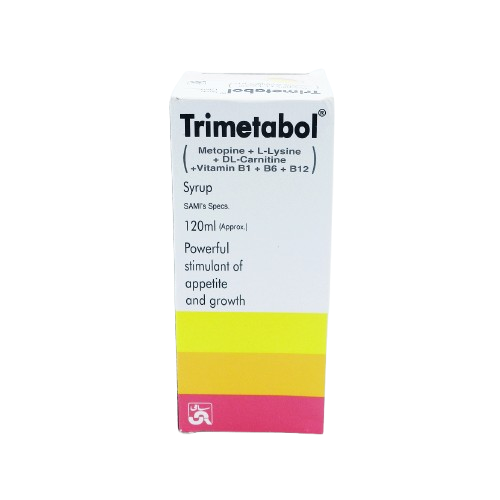 Trimetabol®
(Metopine + L-Lysine
+ DL-Carnitine
+Vitamin B1 + B6 + B12)
Syrup
SAMI's Specs.
120ml (Approx.)
Powerful
stimulant of
appetite
and growth